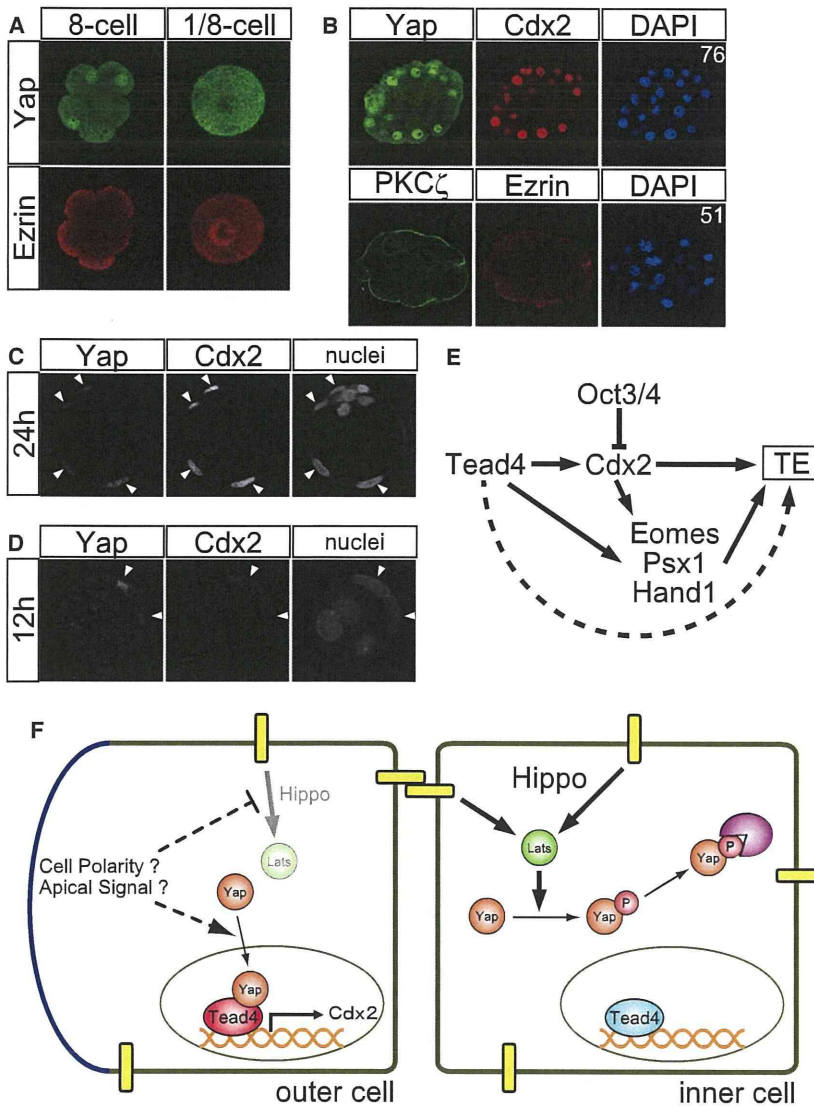 A
8-cell
1/8-cell
Yap
Ezrin
B
Yap
Cdx2
DAPI
76
PKCζ
Ezrin
DAPI
51
C
Yap
Cdx2
nuclei
24h
D
Yap
Cdx2
nuclei
12h
E
Oct3/4
Tead4
Cdx2
TE
Eomes
Psx1
Hand1
F
Hippo
Lats
Cell Polarity ?
Apical Signal ?
Yap
Yap
Tead4
Cdx2
outer cell
Hippo
Lats
Yap
Yap
P
Yap
P
Tead4
inner cell